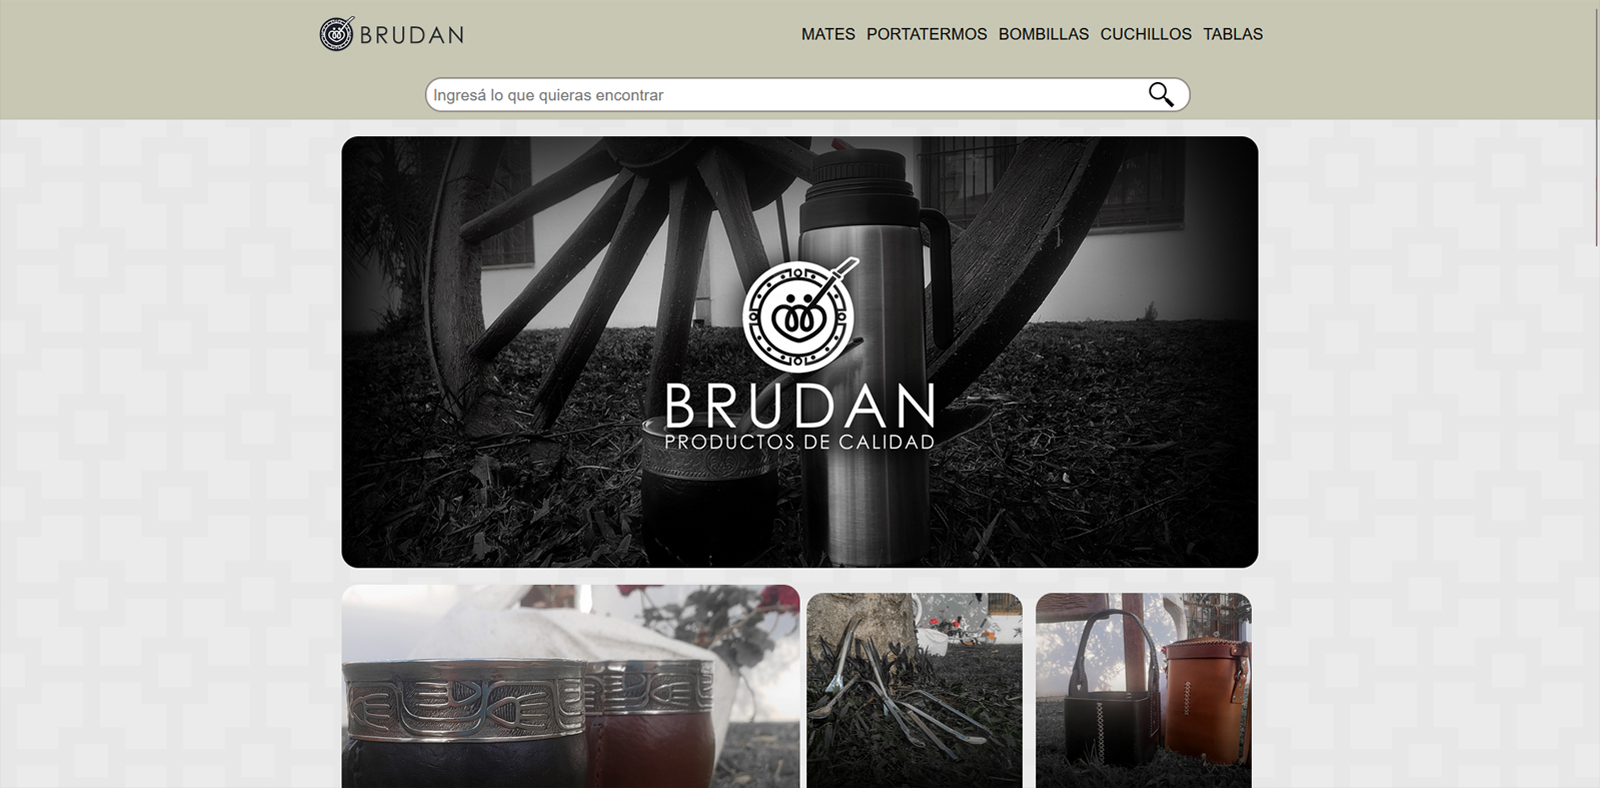 BRUDAN
MATES PORTATERMOS BOMBILLAS CUCHILLOS TABLAS
Ingresá lo que quieras encontrar
BRUDAN
PRODUCTOS DE CALIDAD